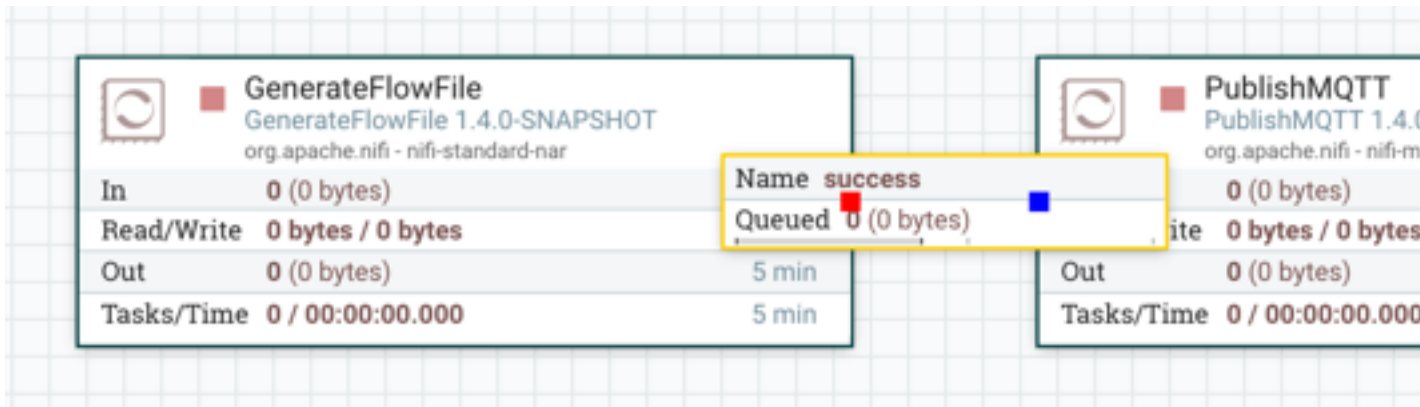 GenerateFlowFile
GenerateFlowFile 1.4.0-SNAPSHOT
org.apache.nifi - nifi-standard-nar
In 0 (0 bytes)
Read/Write 0 bytes / 0 bytes
Out 0 (0 bytes) 5 min
Tasks/Time 0 / 00:00:00.000 5 min
Name success
Queued 0 (0 bytes)
PublishMQTT
PublishMQTT 1.4.0
org.apache.nifi - nifi-m
0 (0 bytes)
ite 0 bytes / 0 bytes
Out 0 (0 bytes)
Tasks/Time 0 / 00:00:00.000